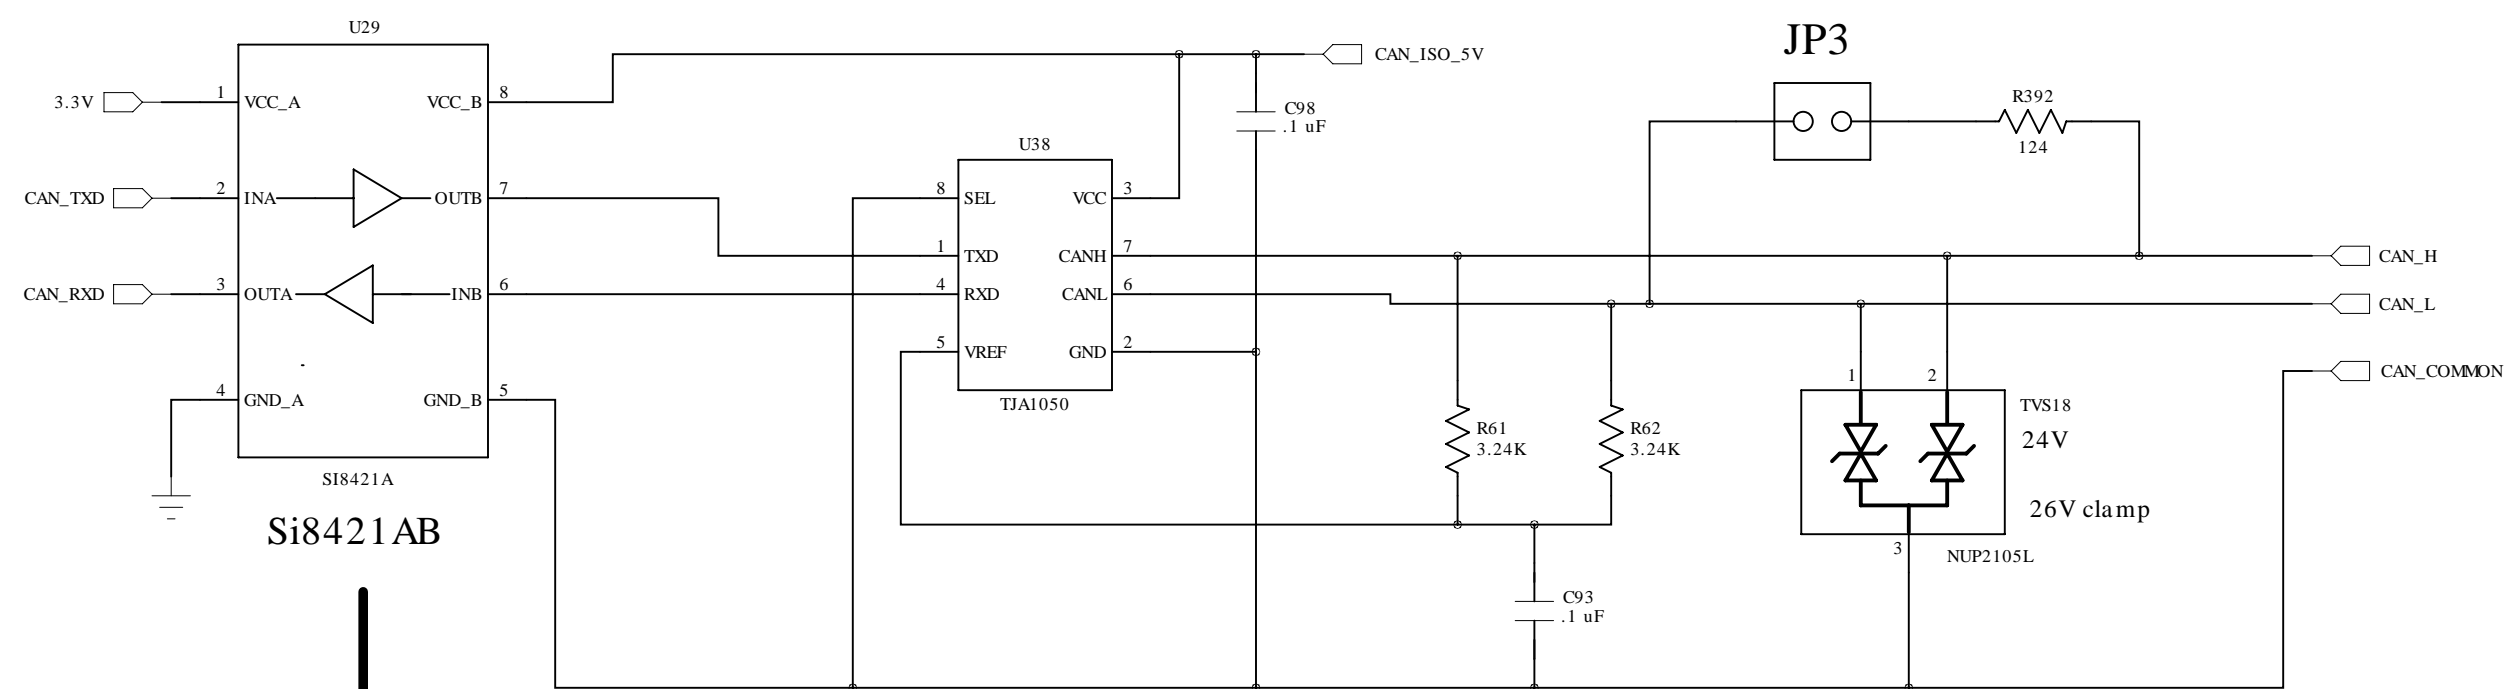 U29
JP3
CAN_ISO_5V
3.3V
1
VCC_A
VCC_B
8
C98
.1 uF
R392
124
U38
CAN_TXD
2
INA
OUTB
7
8
SEL
VCC
3
1
TXD
CANH
7
CAN_H
CAN_RXD
3
OUTA
INB
6
4
RXD
CANL
6
CAN_L
5
VREF
GND
2
CAN_COMMON
4
GND_A
GND_B
5
TJA1050
1
2
TVS18
24V
R61
3.24K
R62
3.24K
SI8421A
Si8421AB
26V clamp
3
NUP2105L
C93
.1 uF